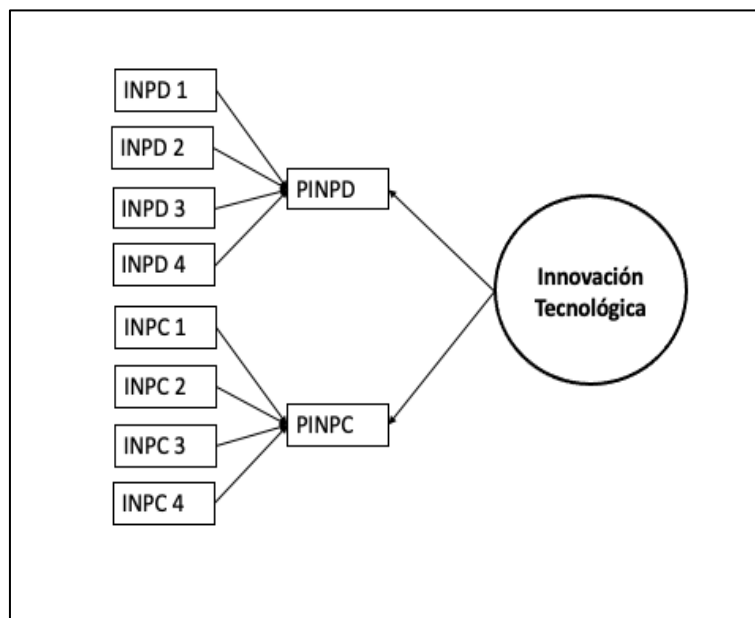 INPD 1
INPD 2
INPD 3
INPD 4
INPC 1
INPC 2
INPC 3
INPC 4
PINPD
PINPC
Innovación
Tecnológica